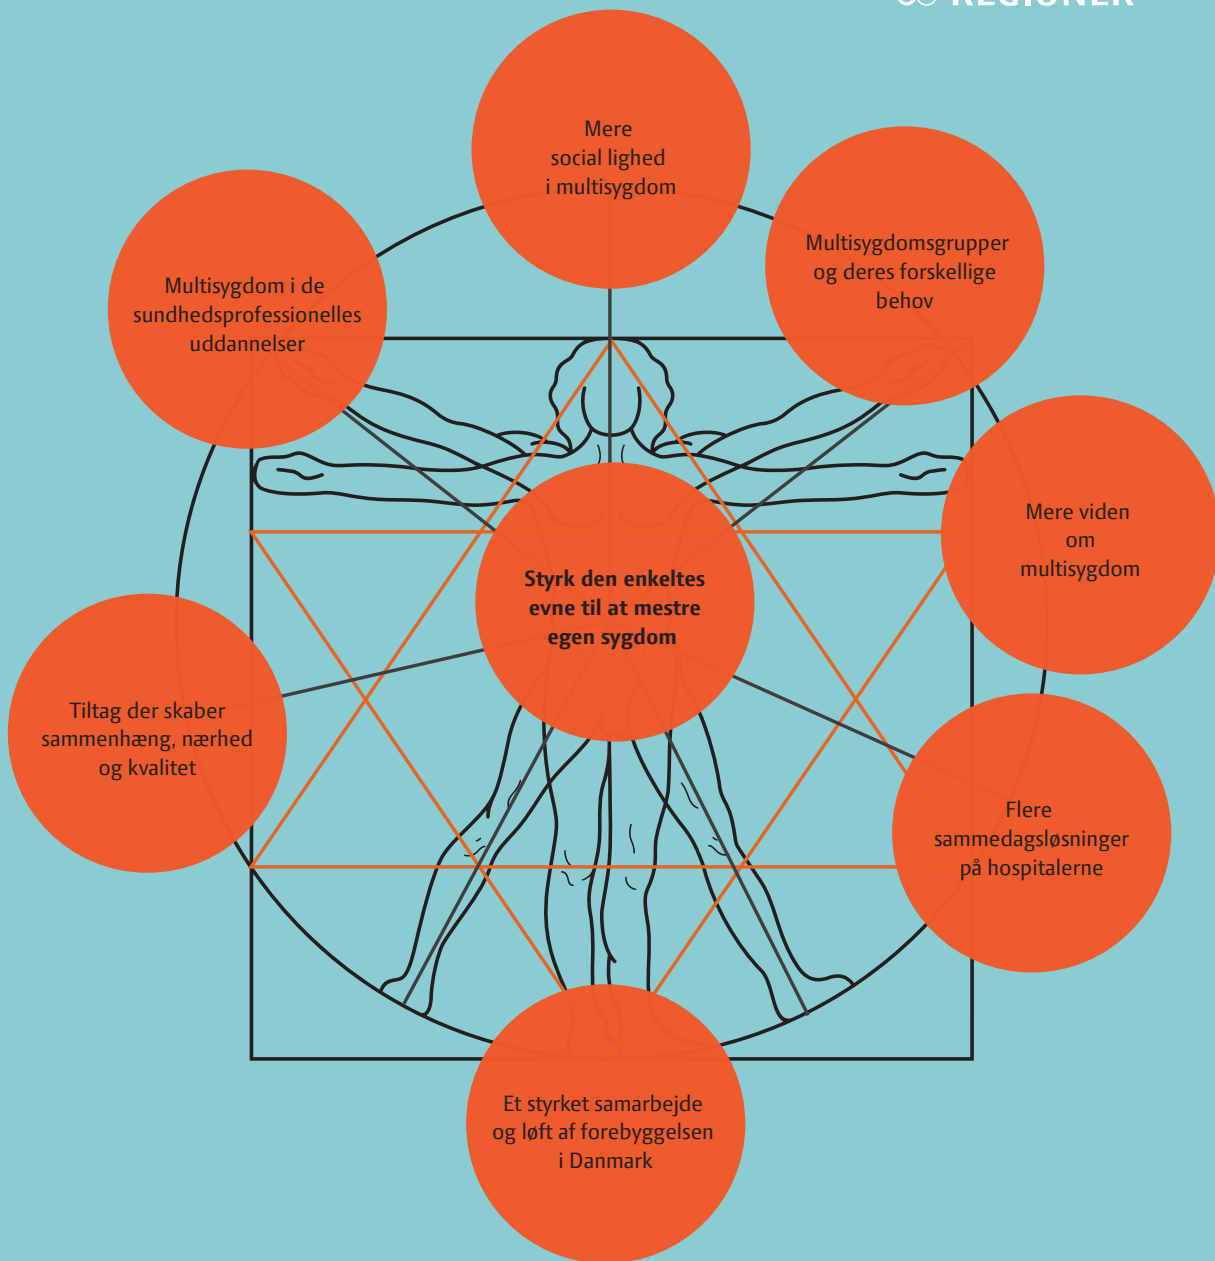 REGIONER
Mere
social lighed
i multisygdom
Multisygdomsgrupper
og deres forskellige
behov
Multisygdom i de
sundhedsprofessionelles
uddannelser
Mere viden
om
multisygdom
Styrk den enkeltes
evne til at mestre
egen sygdom
Tiltag der skaber
sammenhæng, nærhed
og kvalitet
Flere
sammedagsløsninger
på hospitalerne
Et styrket samarbejde
og løft af forebyggelsen
i Danmark